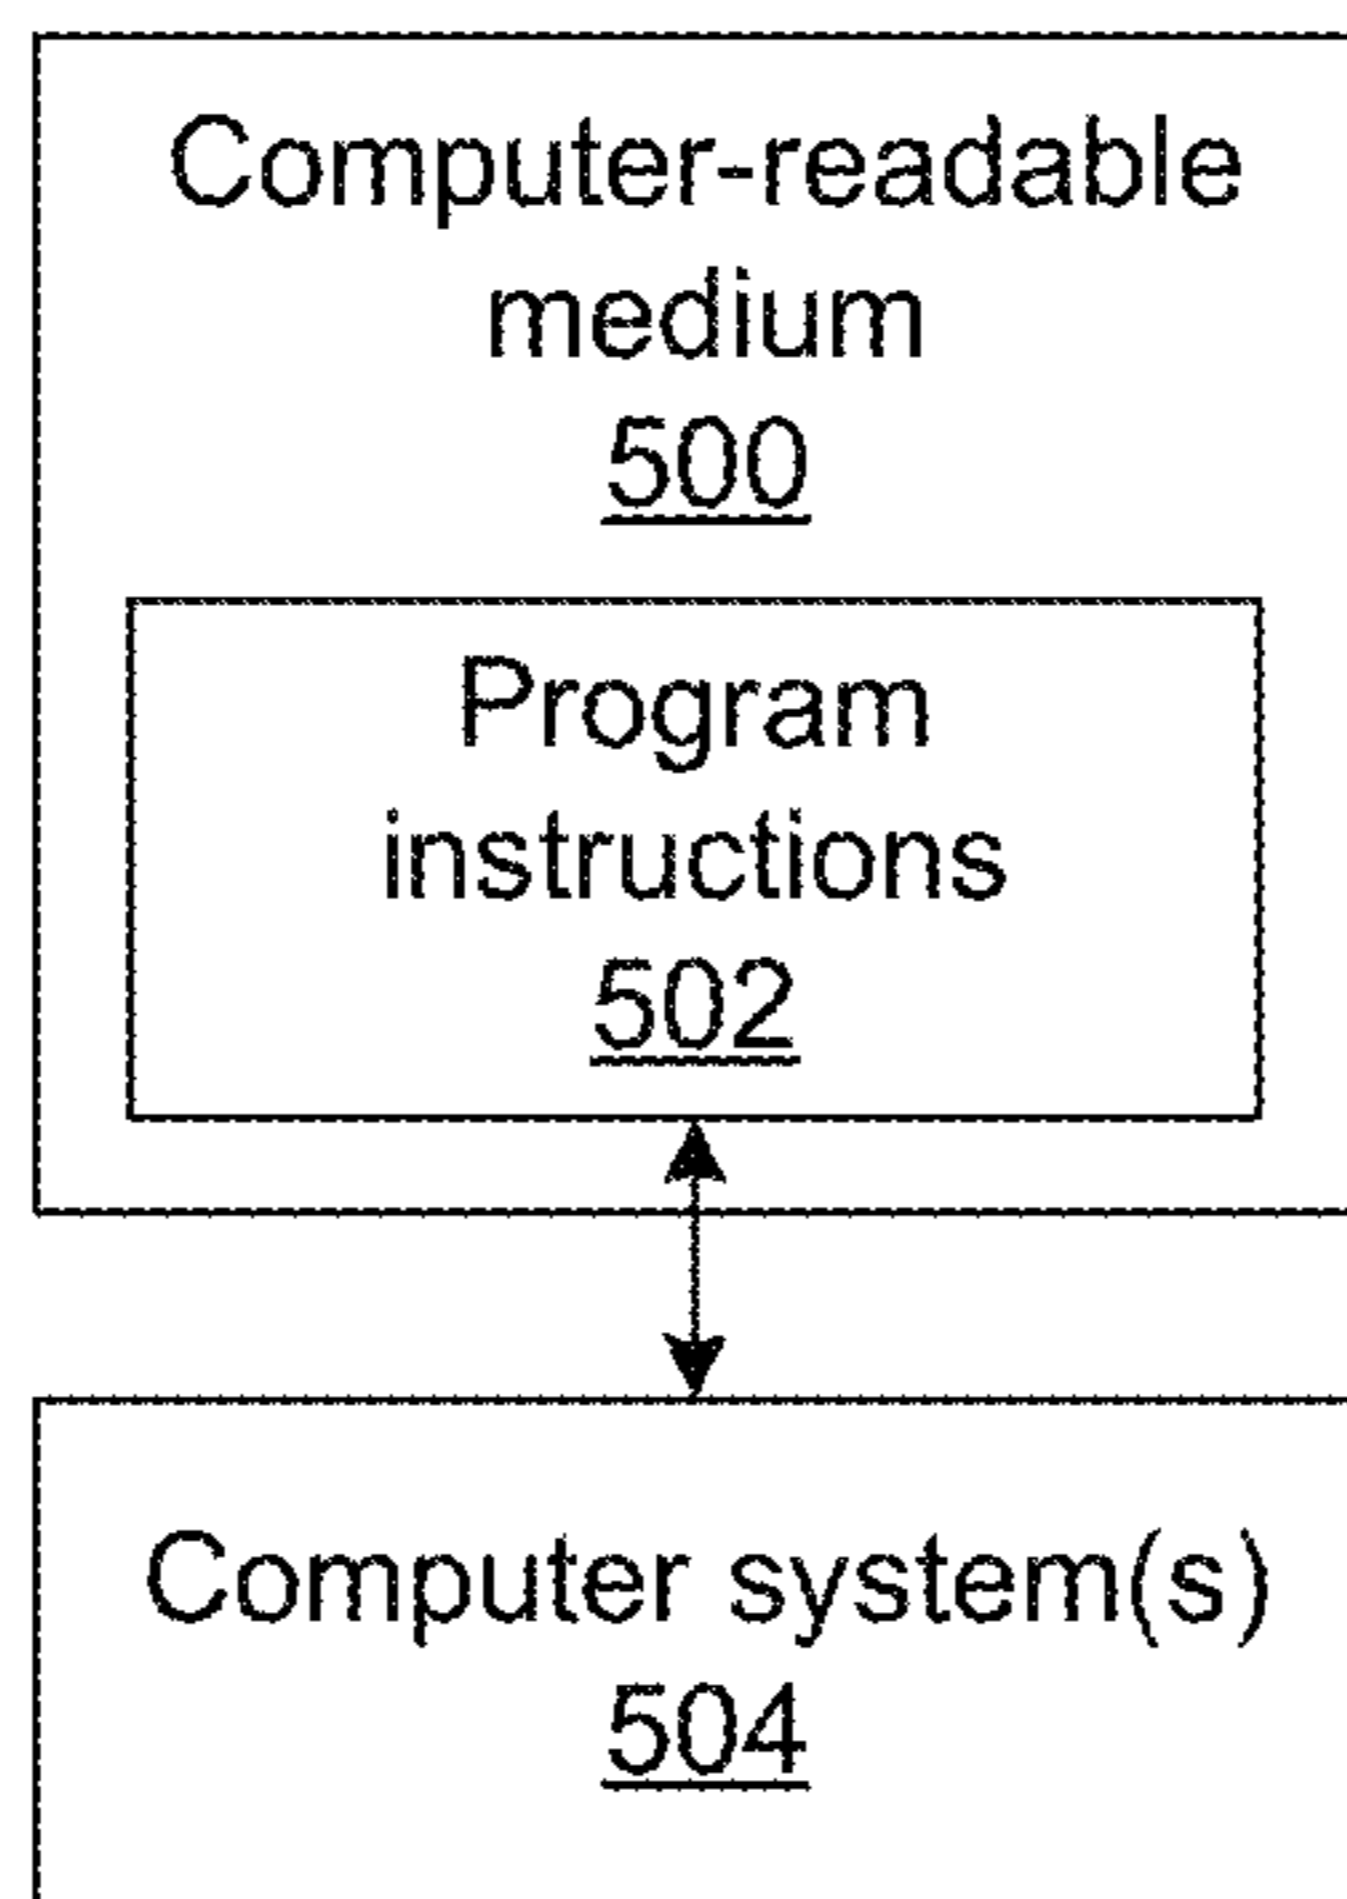 Computer-readable
medium
500
Program
instructions
502
Computer system(s)
504